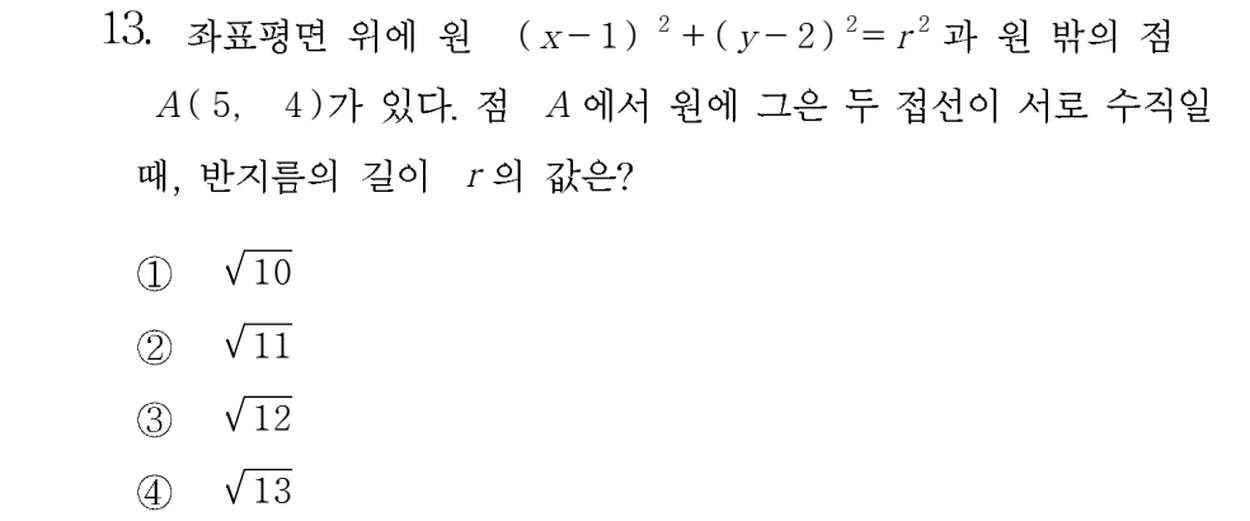 13. 좌표평면 위에 원 (x-1)²+(y-2)²=r²과 원 밖의 점
A(5, 4)가 있다. 점 A에서 원에 그은 두 접선이 서로 수직일
때, 반지름의 길이 r의 값은?
① √10
② √11
③ √12
④ √13